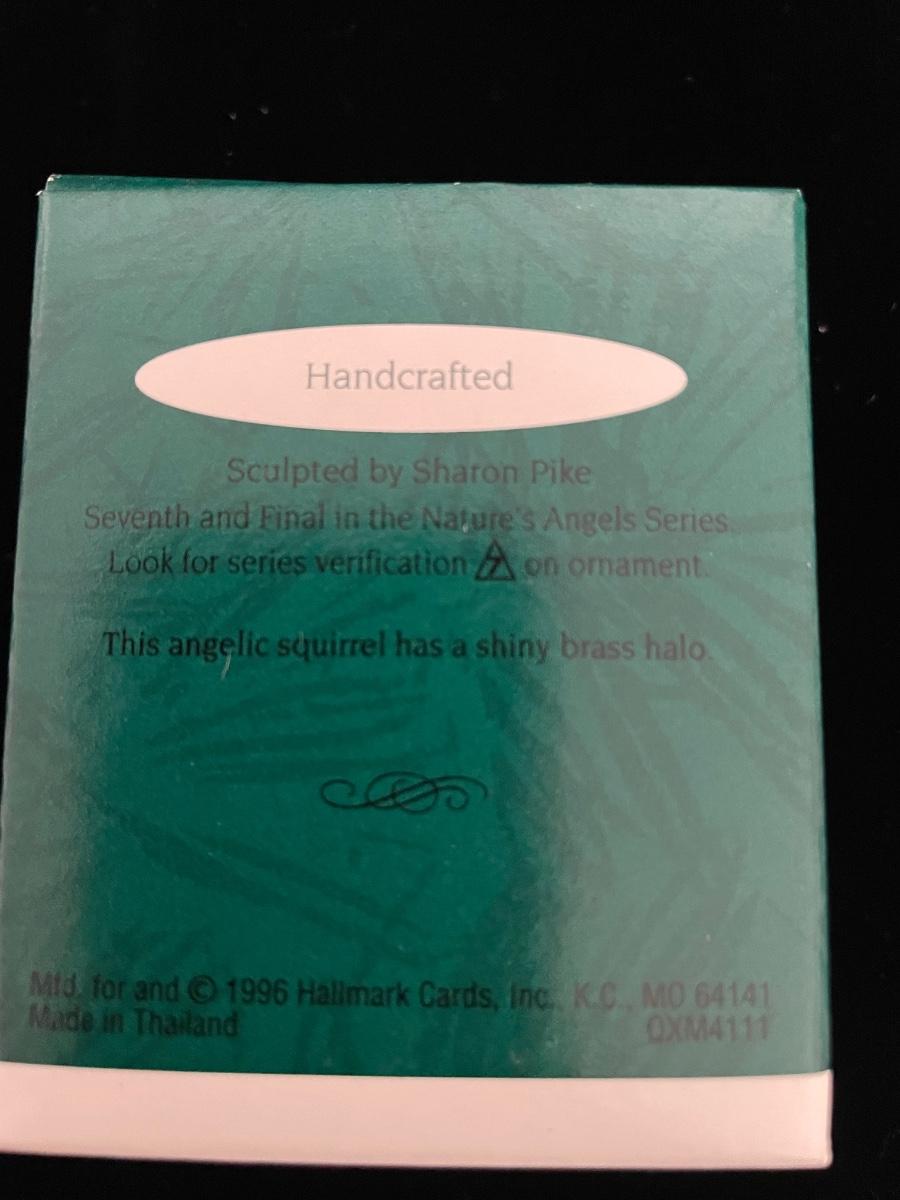 Handcrafted
Sculpted by Sharon Pike
Seventh and Final in the Nature's Angels Series.
Look for series verification 7 on ornament.
This angelic squirrel has a shiny brass halo.
Mfd. for and © 1996 Hallmark Cards, Inc., K.C., MO 64141
Made in Thailand QXM4111